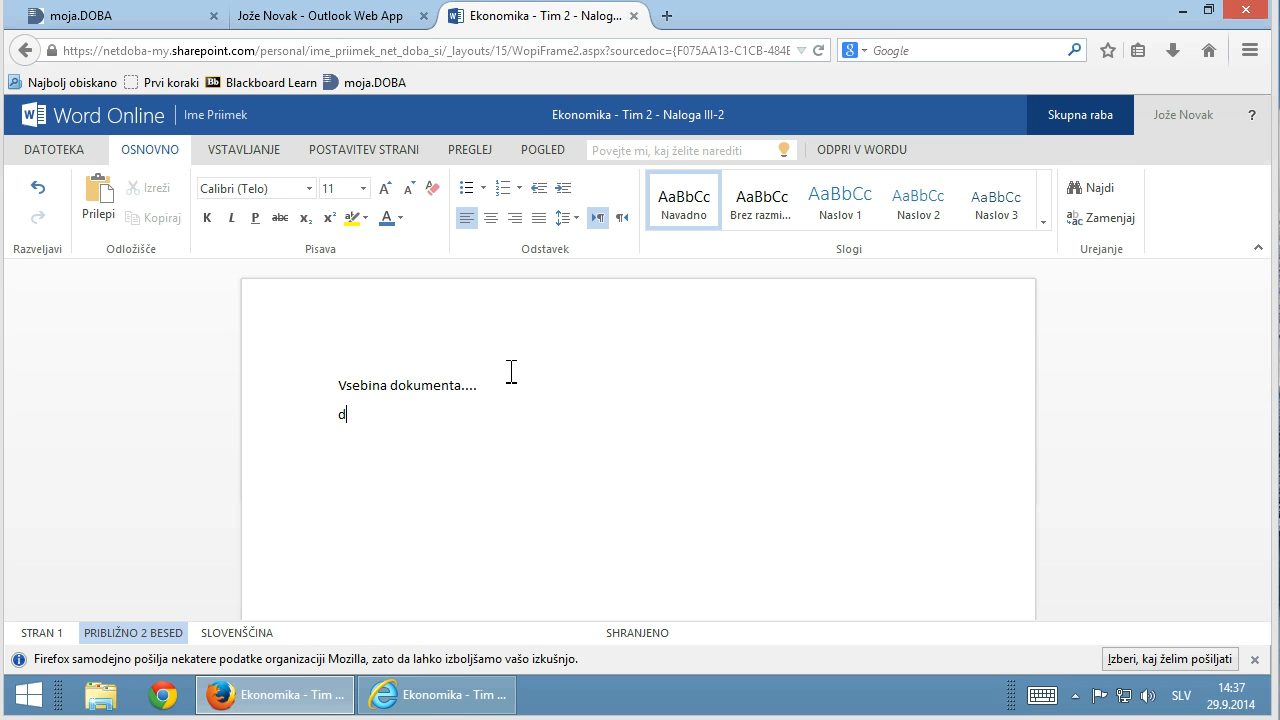 moja.DOBA
Jože Novak - Outlook Web App
Ekonomika - Tim 2 - Nalog...
https://netdoba-my.sharepoint.com/personal/ime_priimek_net_doba_si/_layouts/15/WopiFrame2.aspx?sourcedoc={F075AA13-C1CB-484E
Google
Najbolj obiskano
Prvi koraki
Bb Blackboard Learn
moja.DOBA
Word Online
Ime Priimek
Ekonomika - Tim 2 - Naloga III-2
Skupna raba
Jože Novak
?
DATOTEKA
OSNOVNO
VSTAVLJANJE
POSTAVITEV STRANI
PREGLEJ
POGLED
Povejte mi, kaj želite narediti
ODPRI V WORDU
Razveljavi
Prilepi
Izreži
Kopiraj
Odložišče
Calibri (Telo)
11
K L P abc x₂ x² A
Pisava
Odstavek
AaBbCc AaBbCc AaBbCc AaBbCc AaBbCc
Navadno Brez razmi... Naslov 1 Naslov 2 Naslov 3
Slogi
Najdi
Zamenjaj
Urejanje
Vsebina dokumenta....
d
STRAN 1
PRIBLIŽNO 2 BESED
SLOVENŠČINA
SHRANJENO
Firefox samodejno pošilja nekatere podatke organizaciji Mozilla, zato da lahko izboljšamo vašo izkušnjo.
Izberi, kaj želim pošiljati
Ekonomika - Tim ...
Ekonomika - Tim ...
SLV
14:37
29.9.2014